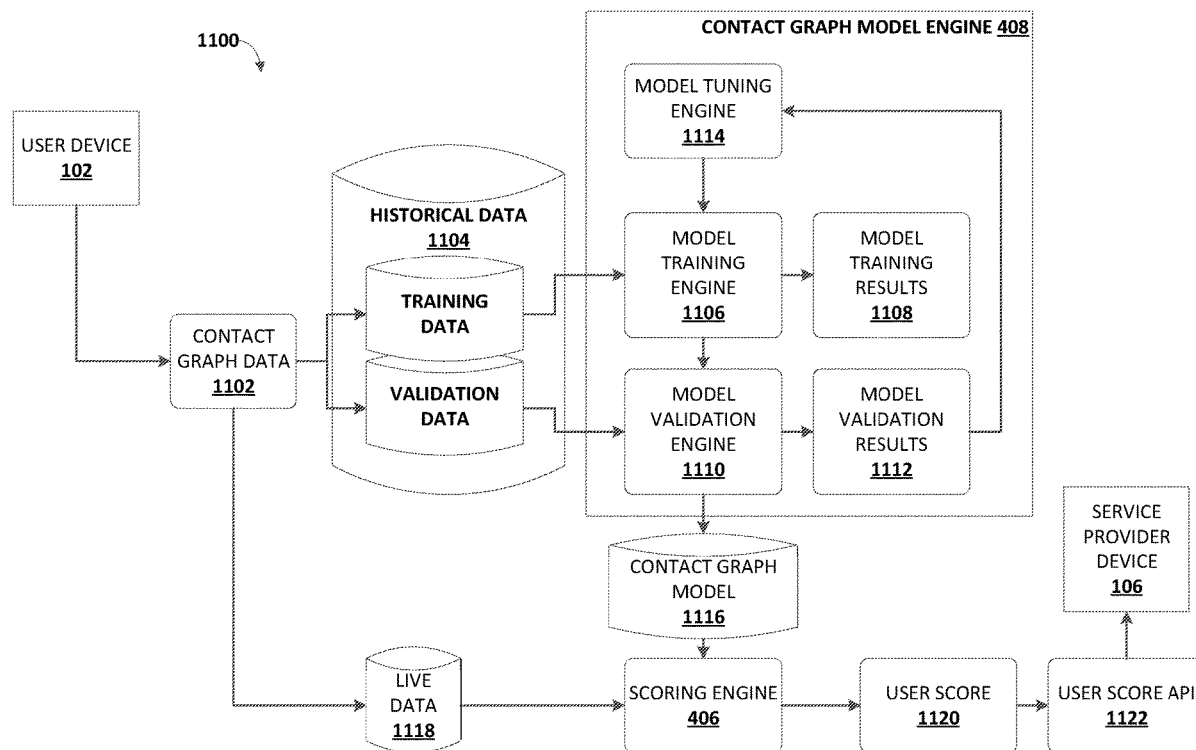 1100
CONTACT GRAPH MODEL ENGINE 408
MODEL TUNING
ENGINE
1114
USER DEVICE
102
HISTORICAL DATA
1104
MODEL
TRAINING
ENGINE
1106
MODEL
TRAINING
RESULTS
1108
TRAINING
DATA
CONTACT
GRAPH DATA
1102
VALIDATION
DATA
MODEL
VALIDATION
ENGINE
1110
MODEL
VALIDATION
RESULTS
1112
CONTACT GRAPH
MODEL
1116
SERVICE
PROVIDER
DEVICE
106
LIVE
DATA
1118
SCORING ENGINE
406
USER SCORE
1120
USER SCORE API
1122